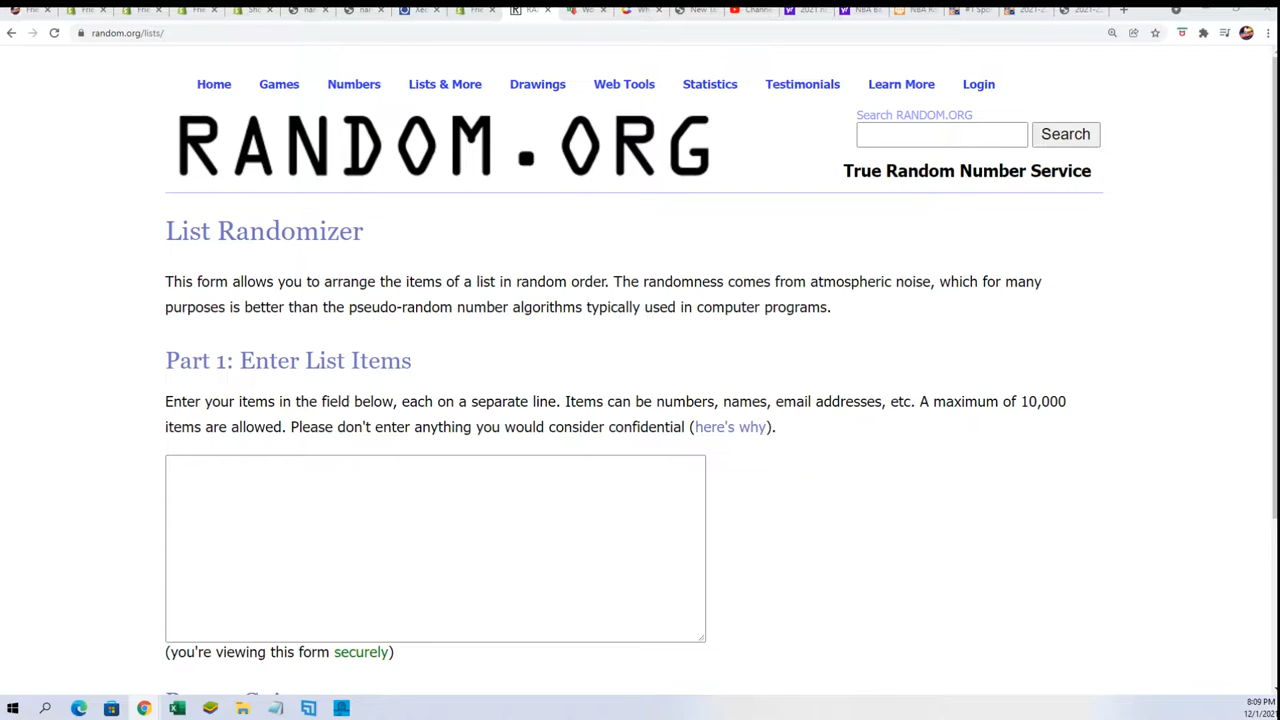 random.org/lists/
Home Games Numbers Lists & More Drawings Web Tools Statistics Testimonials Learn More Login
RANDOM.ORG
Search RANDOM.ORG
Search
True Random Number Service
List Randomizer
This form allows you to arrange the items of a list in random order. The randomness comes from atmospheric noise, which for many
purposes is better than the pseudo-random number algorithms typically used in computer programs.
Part 1: Enter List Items
Enter your items in the field below, each on a separate line. Items can be numbers, names, email addresses, etc. A maximum of 10,000
items are allowed. Please don't enter anything you would consider confidential (here's why).
(you're viewing this form securely)
8:09 PM